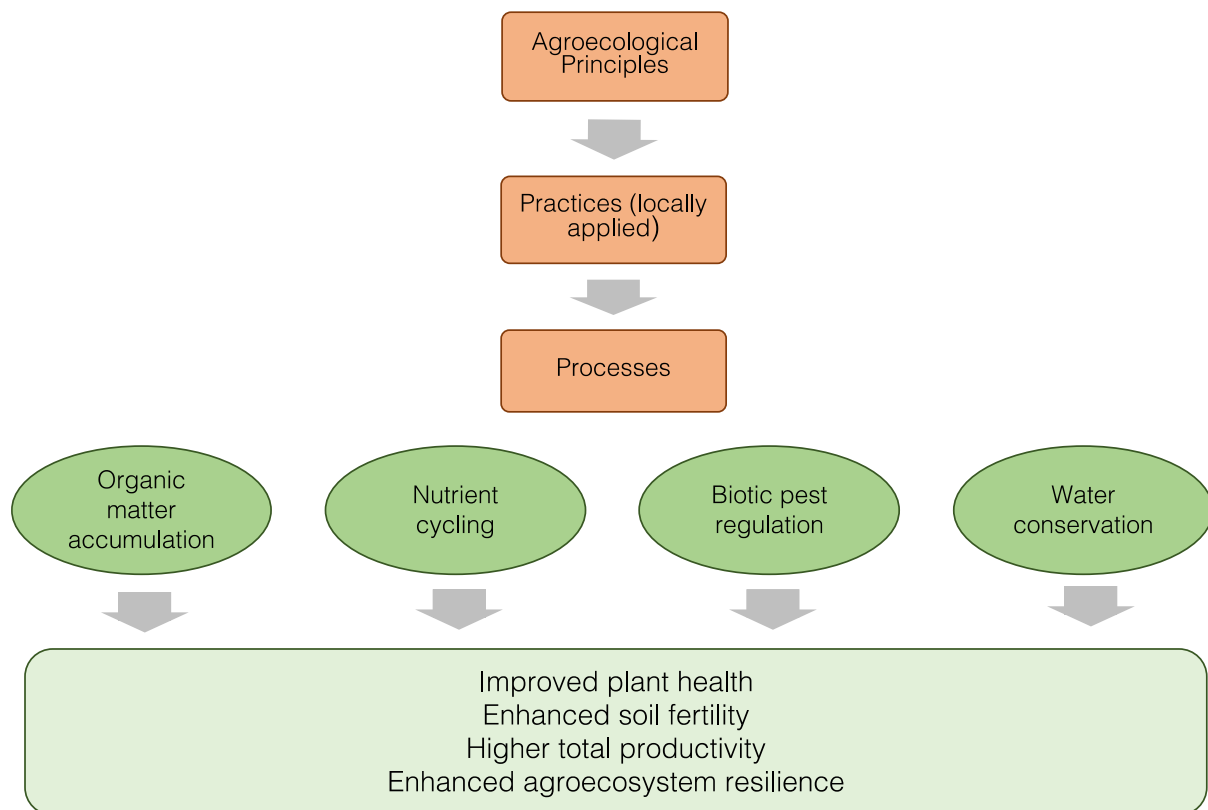 Agroecological
Principles
Practices (locally
applied)
Processes
Organic
matter
accumulation
Nutrient
cycling
Biotic pest
regulation
Water
conservation
Improved plant health
Enhanced soil fertility
Higher total productivity
Enhanced agroecosystem resilience